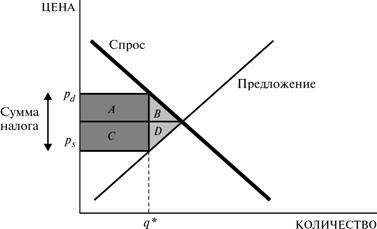 ЦЕНА
Спрос
Предложение
p_d
A
B
Сумма
налога
C
D
p_s
q*
КОЛИЧЕСТВО